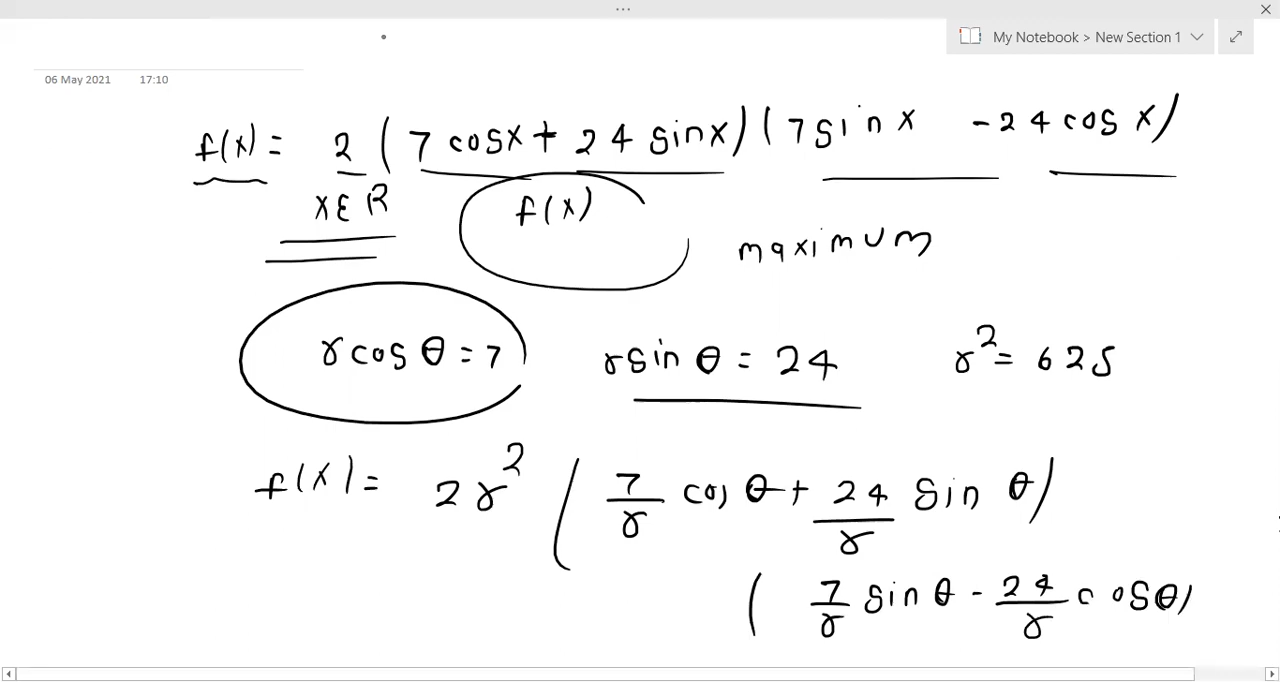 My Notebook > New Section 1
06 May 2021 17:10
f(x) = 2 (7 cosx + 24 sinx) (7 sin x - 24 cos x)
x ∈ R f(x) maximum
r cos θ = 7 r sin θ = 24 r² = 625
f(x) = 2r² ( 7/r cos θ + 24/r sin θ)
( 7/r sin θ - 24/r cos θ)